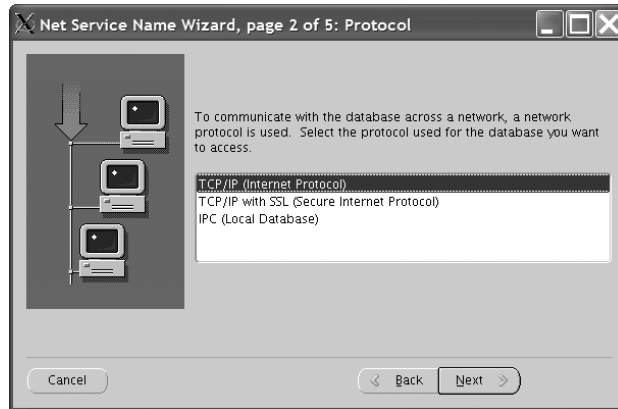 Net Service Name Wizard, page 2 of 5: Protocol
To communicate with the database across a network, a network
protocol is used. Select the protocol used for the database you want
to access.
TCP/IP (Internet Protocol)
TCP/IP with SSL (Secure Internet Protocol)
IPC (Local Database)
Cancel
Back
Next